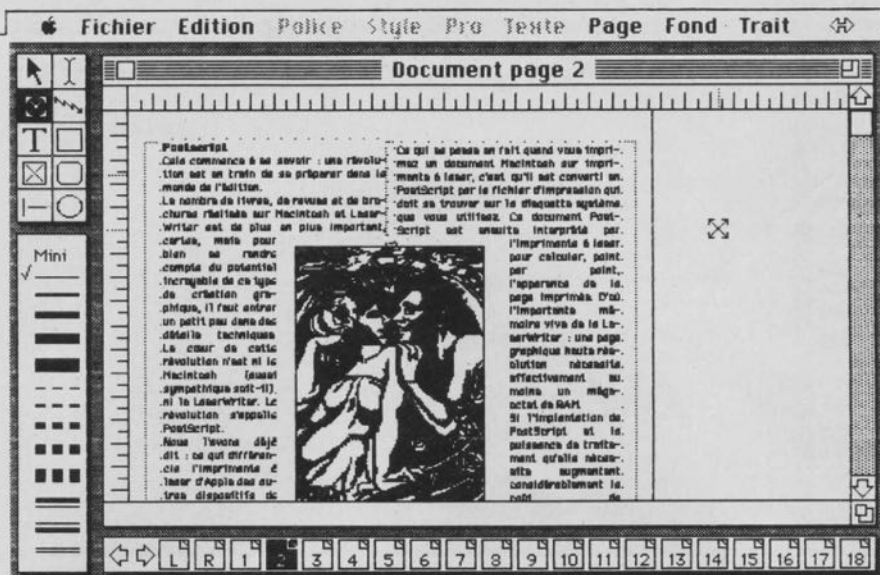 Fichier Edition Police Style Pro Texte Page Fond Trait
Document page 2
T
Mini
Postscript
Cela commence à se savoir : une révolu-
tion est en train de se préparer dans le
monde de l'édition.
Le nombre de livres, de revues et de bro-
chures réalisés sur Macintosh et Laser-
Writer est de plus en plus important,
certes, mais pour
bien se rendre
compte du potentiel
incroyable de ce type
de création gra-
phique, il faut entrer
un petit peu dans des
détails techniques.
Le cœur de cette
révolution n'est ni le
Macintosh (aussi
sympathique soit-il),
ni le LaserWriter. Le
révolution s'appelle
PostScript.
Nous l'avons déjà
dit : ce qui différen-
cie l'imprimante à
laser d'Apple des au-
tres dispositifs de
Ce qui se passe en fait quand vous impri-
mez un document Macintosh sur impri-
mante à laser, c'est qu'il est converti en
PostScript par le fichier d'impression qui
doit se trouver sur la disquette système
que vous utilisez. Ce document Post-
Script est ensuite interprété par
l'imprimante à laser
pour calculer, point
par point,
l'apparence de la
page imprimée. D'où
l'importante mé-
moire vive de la La-
serWriter : une page
graphique haute rés-
olution nécessite
effectivement au
moins un méga-
octet de RAM.
Si l'implantation de
PostScript et la
puissance de traite-
ment qu'elle néces-
site augmentent
considérablement le
coût de
L R 1 2 3 4 5 6 7 8 9 10 11 12 13 14 15 16 17 18